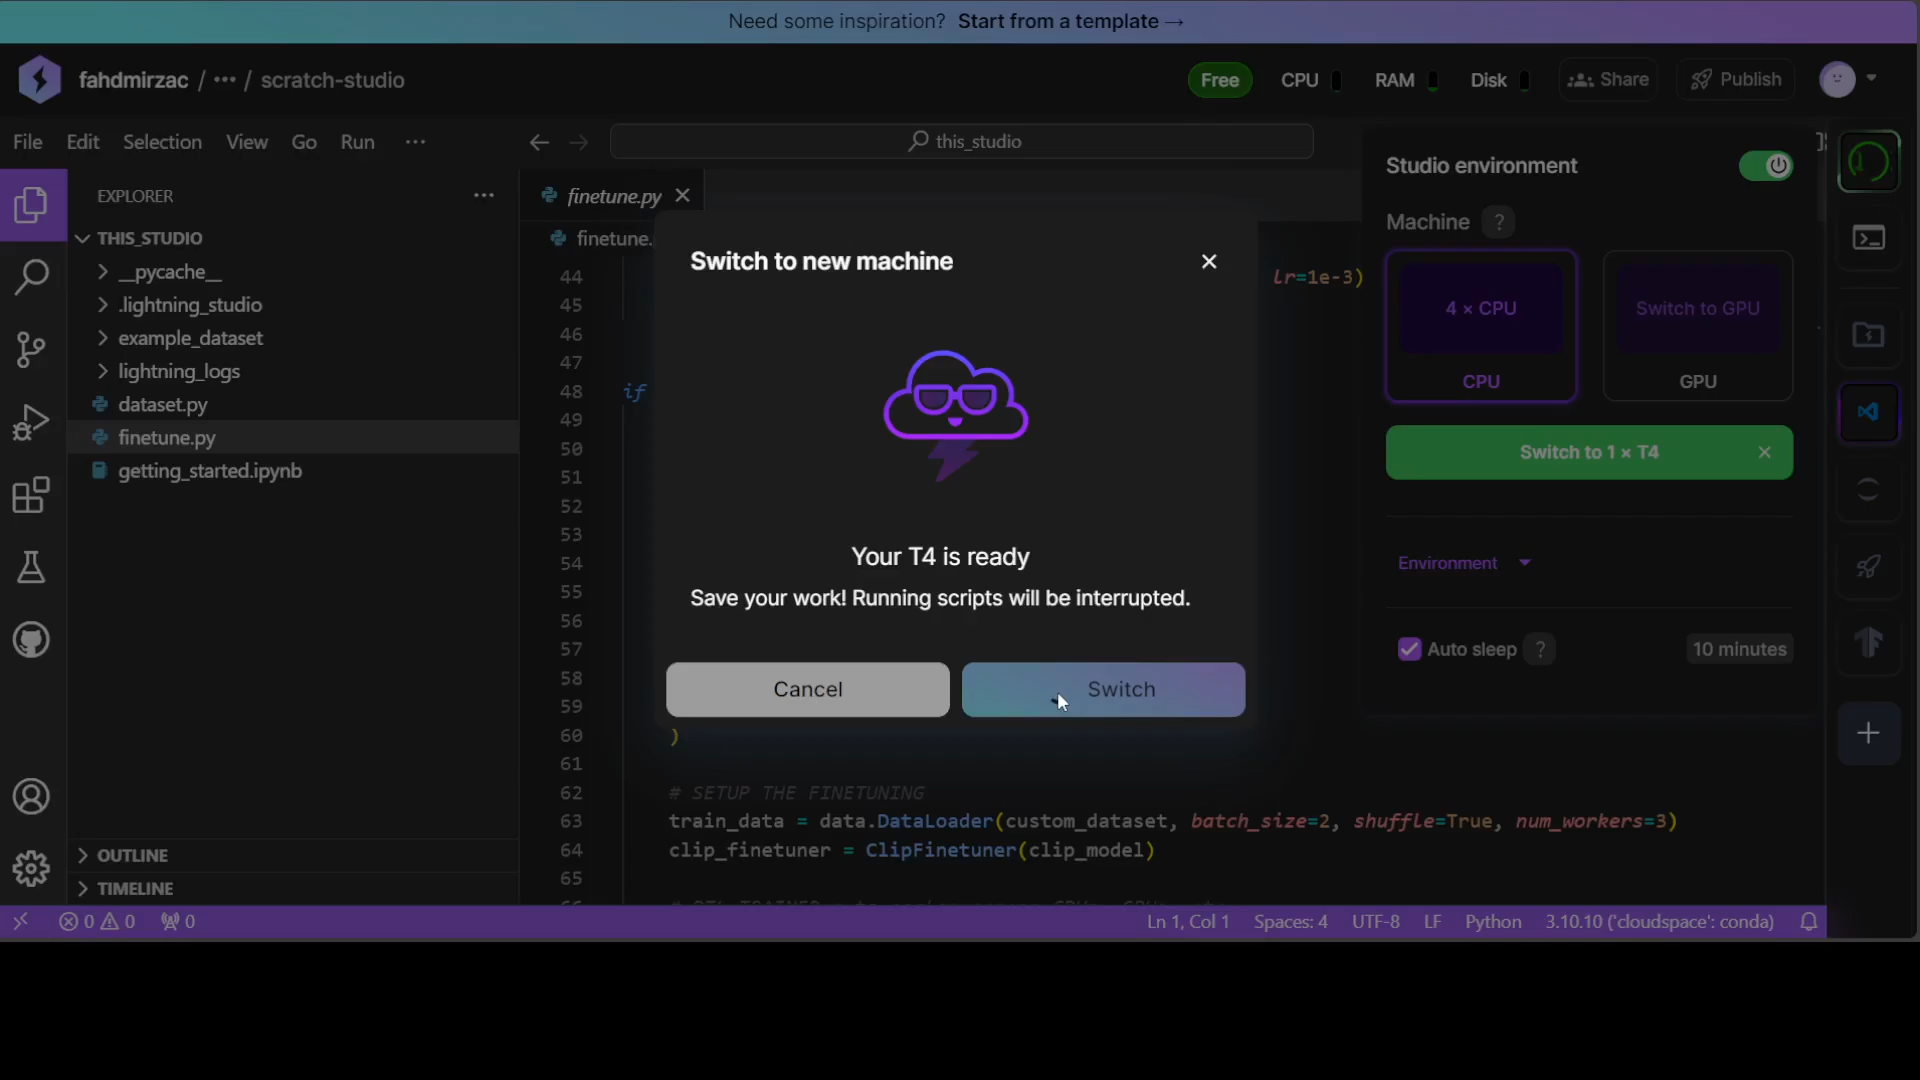 Need some inspiration? Start from a template →
fahdmirzac / ··· / scratch-studio
Free CPU RAM Disk Share Publish
File Edit Selection View Go Run ···
this_studio
EXPLORER ···
THIS_STUDIO
__pycache__
.lightning_studio
example_dataset
lightning_logs
dataset.py
finetune.py
getting_started.ipynb
OUTLINE
TIMELINE
finetune.py
finetune.
44 lr=1e-3)
45
46
47
48 if
49
50
51
52
53
54
55
56
57
58
59
60 )
61
62 # SETUP THE FINETUNING
63 train_data = data.DataLoader(custom_dataset, batch_size=2, shuffle=True, num_workers=3)
64 clip_finetuner = ClipFinetuner(clip_model)
65
Switch to new machine
Your T4 is ready
Save your work! Running scripts will be interrupted.
Cancel Switch
Studio environment
Machine ?
4 × CPU
CPU
Switch to GPU
GPU
Switch to 1 × T4
Environment
Auto sleep ? 10 minutes
0 0 0 Ln 1, Col 1 Spaces: 4 UTF-8 LF Python 3.10.10 ('cloudspace': conda)